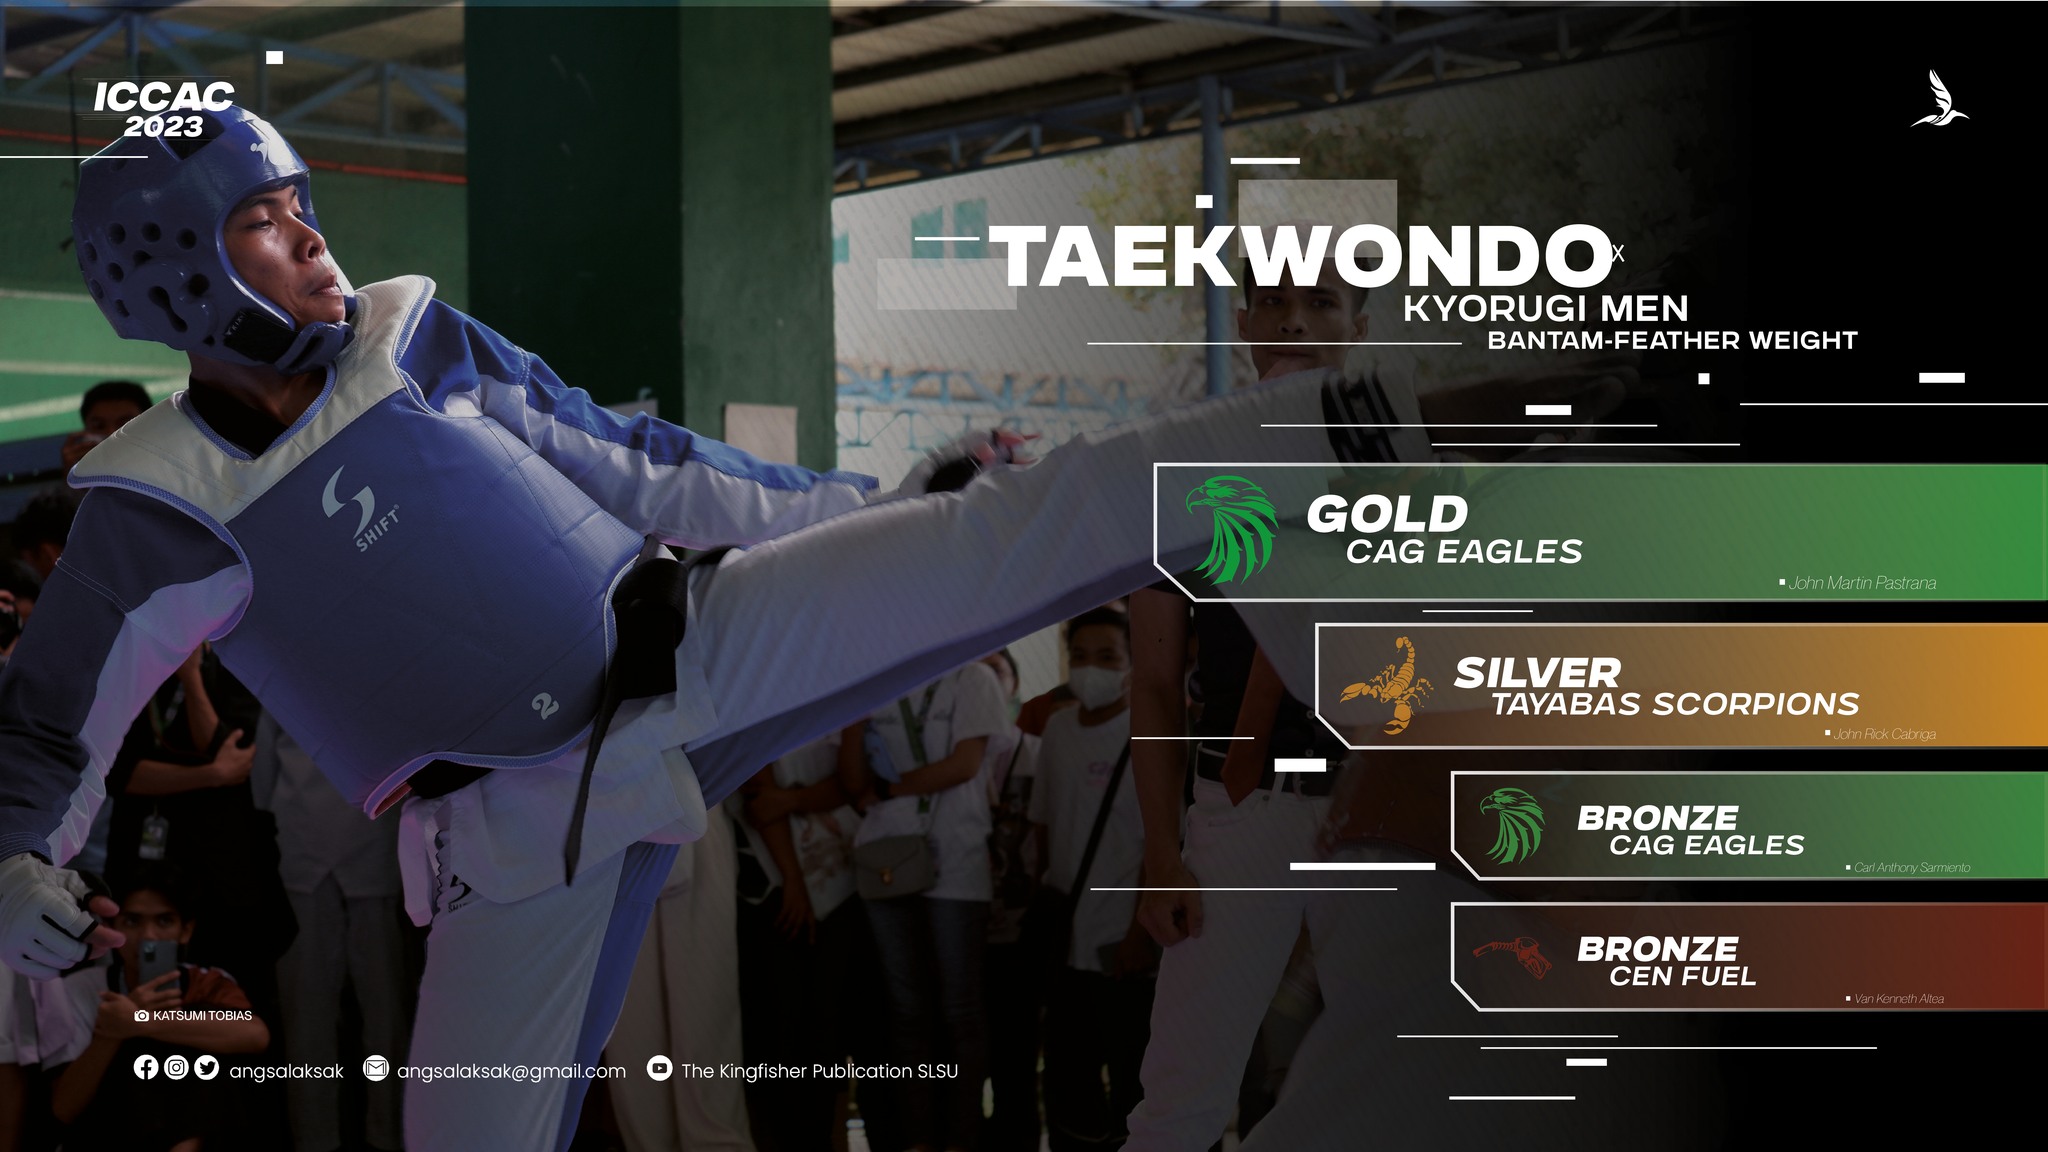 ICCAC
2023
TAEKWONDO
X
KYORUGI MEN
BANTAM-FEATHER WEIGHT
SHIFT
2
GOLD
CAG EAGLES
John Martin Pastrana
SILVER
TAYABAS SCORPIONS
John Rick Cabriga
BRONZE
CAG EAGLES
Carl Anthony Sarmiento
BRONZE
CEN FUEL
Van Kenneth Altea
KATSUMI TOBIAS
angsalaksak
angsalaksak@gmail.com
The Kingfisher Publication SLSU